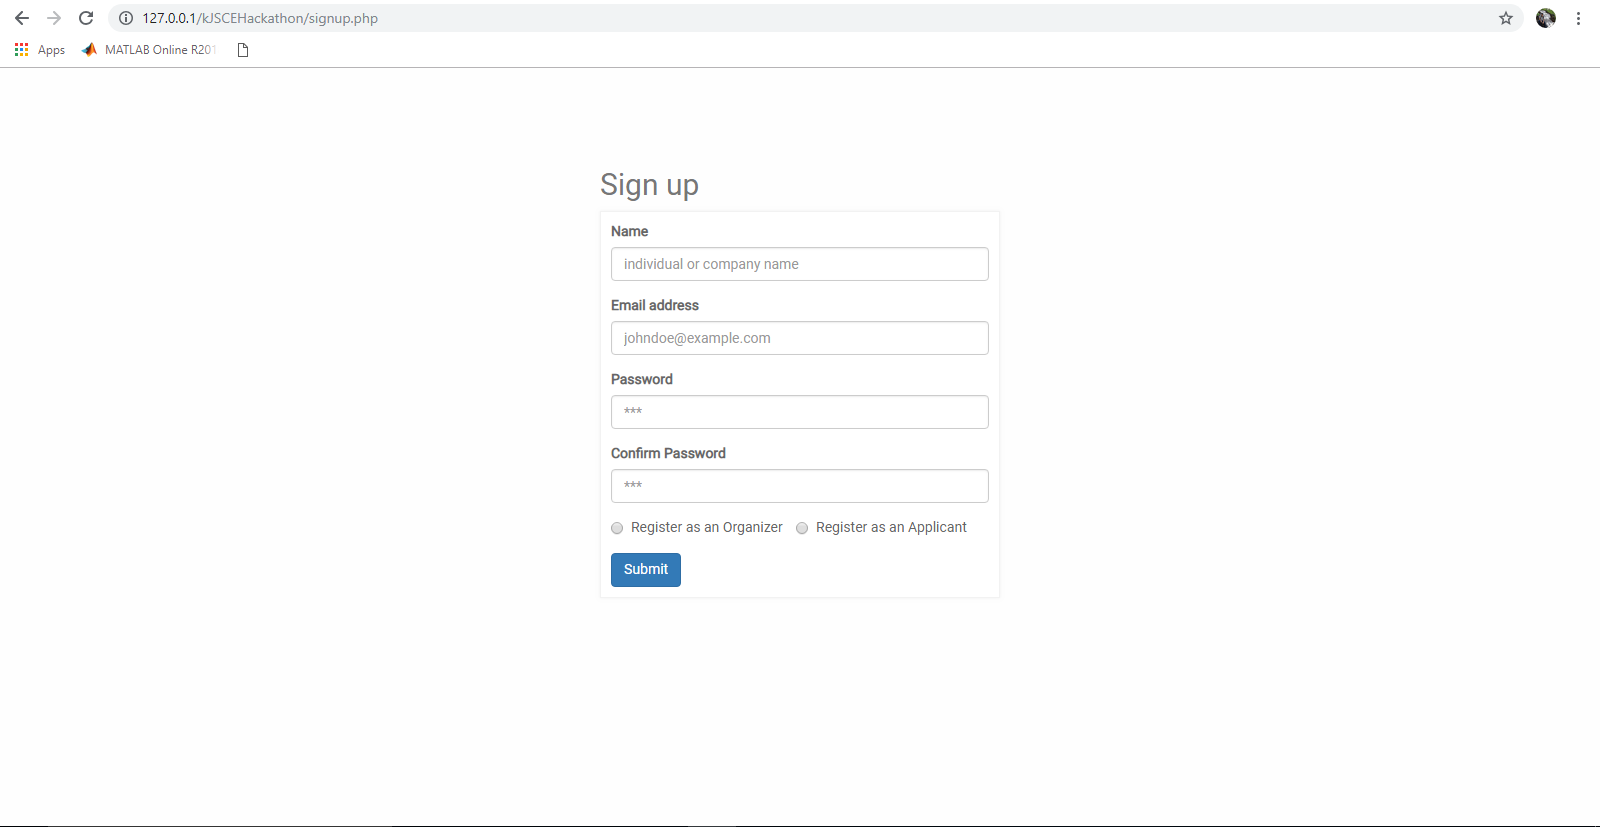 127.0.0.1/kJSCEHackathon/signup.php
Apps MATLAB Online R201
Sign up
Name
individual or company name
Email address
johndoe@example.com
Password
***
Confirm Password
***
Register as an Organizer Register as an Applicant
Submit